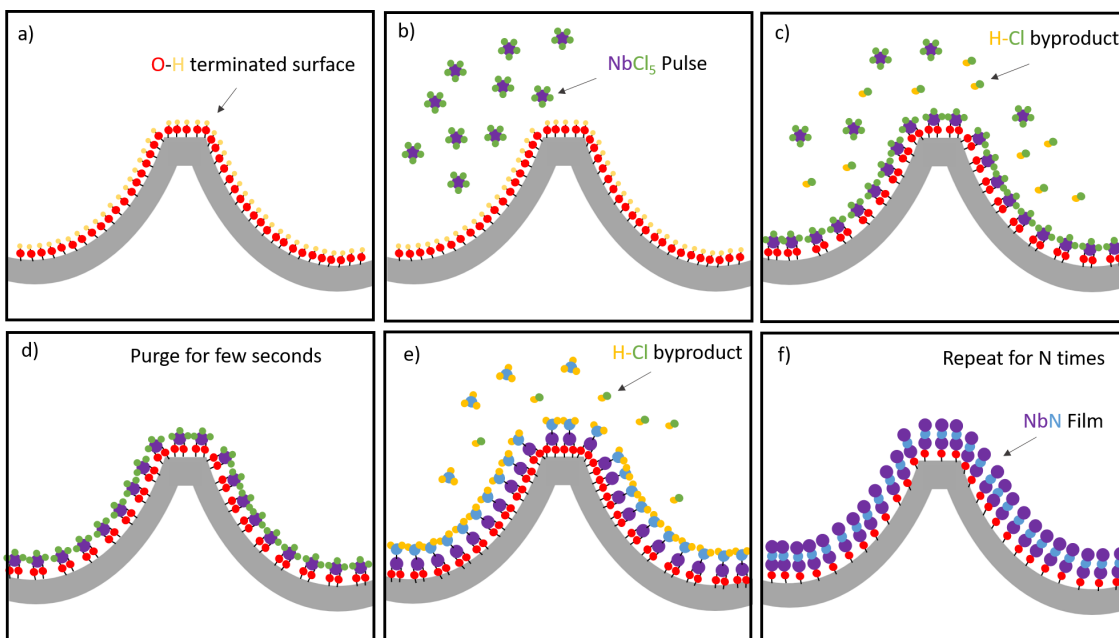 a)
O-H terminated surface
b)
NbCl₅ Pulse
c)
H-Cl byproduct
d)
Purge for few seconds
e)
H-Cl byproduct
f)
Repeat for N times
NbN Film